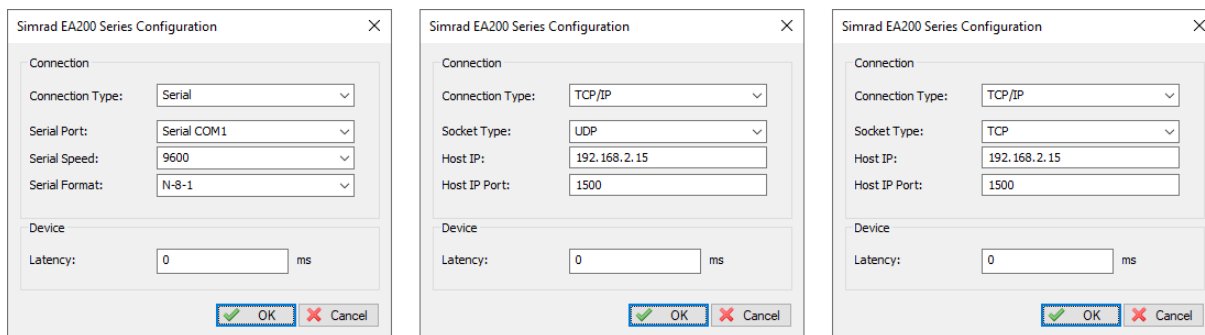 Simrad EA200 Series Configuration
Connection
Connection Type: Serial
Serial Port: Serial COM1
Serial Speed: 9600
Serial Format: N-8-1
Device
Latency: 0 ms
OK Cancel
Simrad EA200 Series Configuration
Connection
Connection Type: TCP/IP
Socket Type: UDP
Host IP: 192.168.2.15
Host IP Port: 1500
Device
Latency: 0 ms
OK Cancel
Simrad EA200 Series Configuration
Connection
Connection Type: TCP/IP
Socket Type: TCP
Host IP: 192.168.2.15
Host IP Port: 1500
Device
Latency: 0 ms
OK Cancel